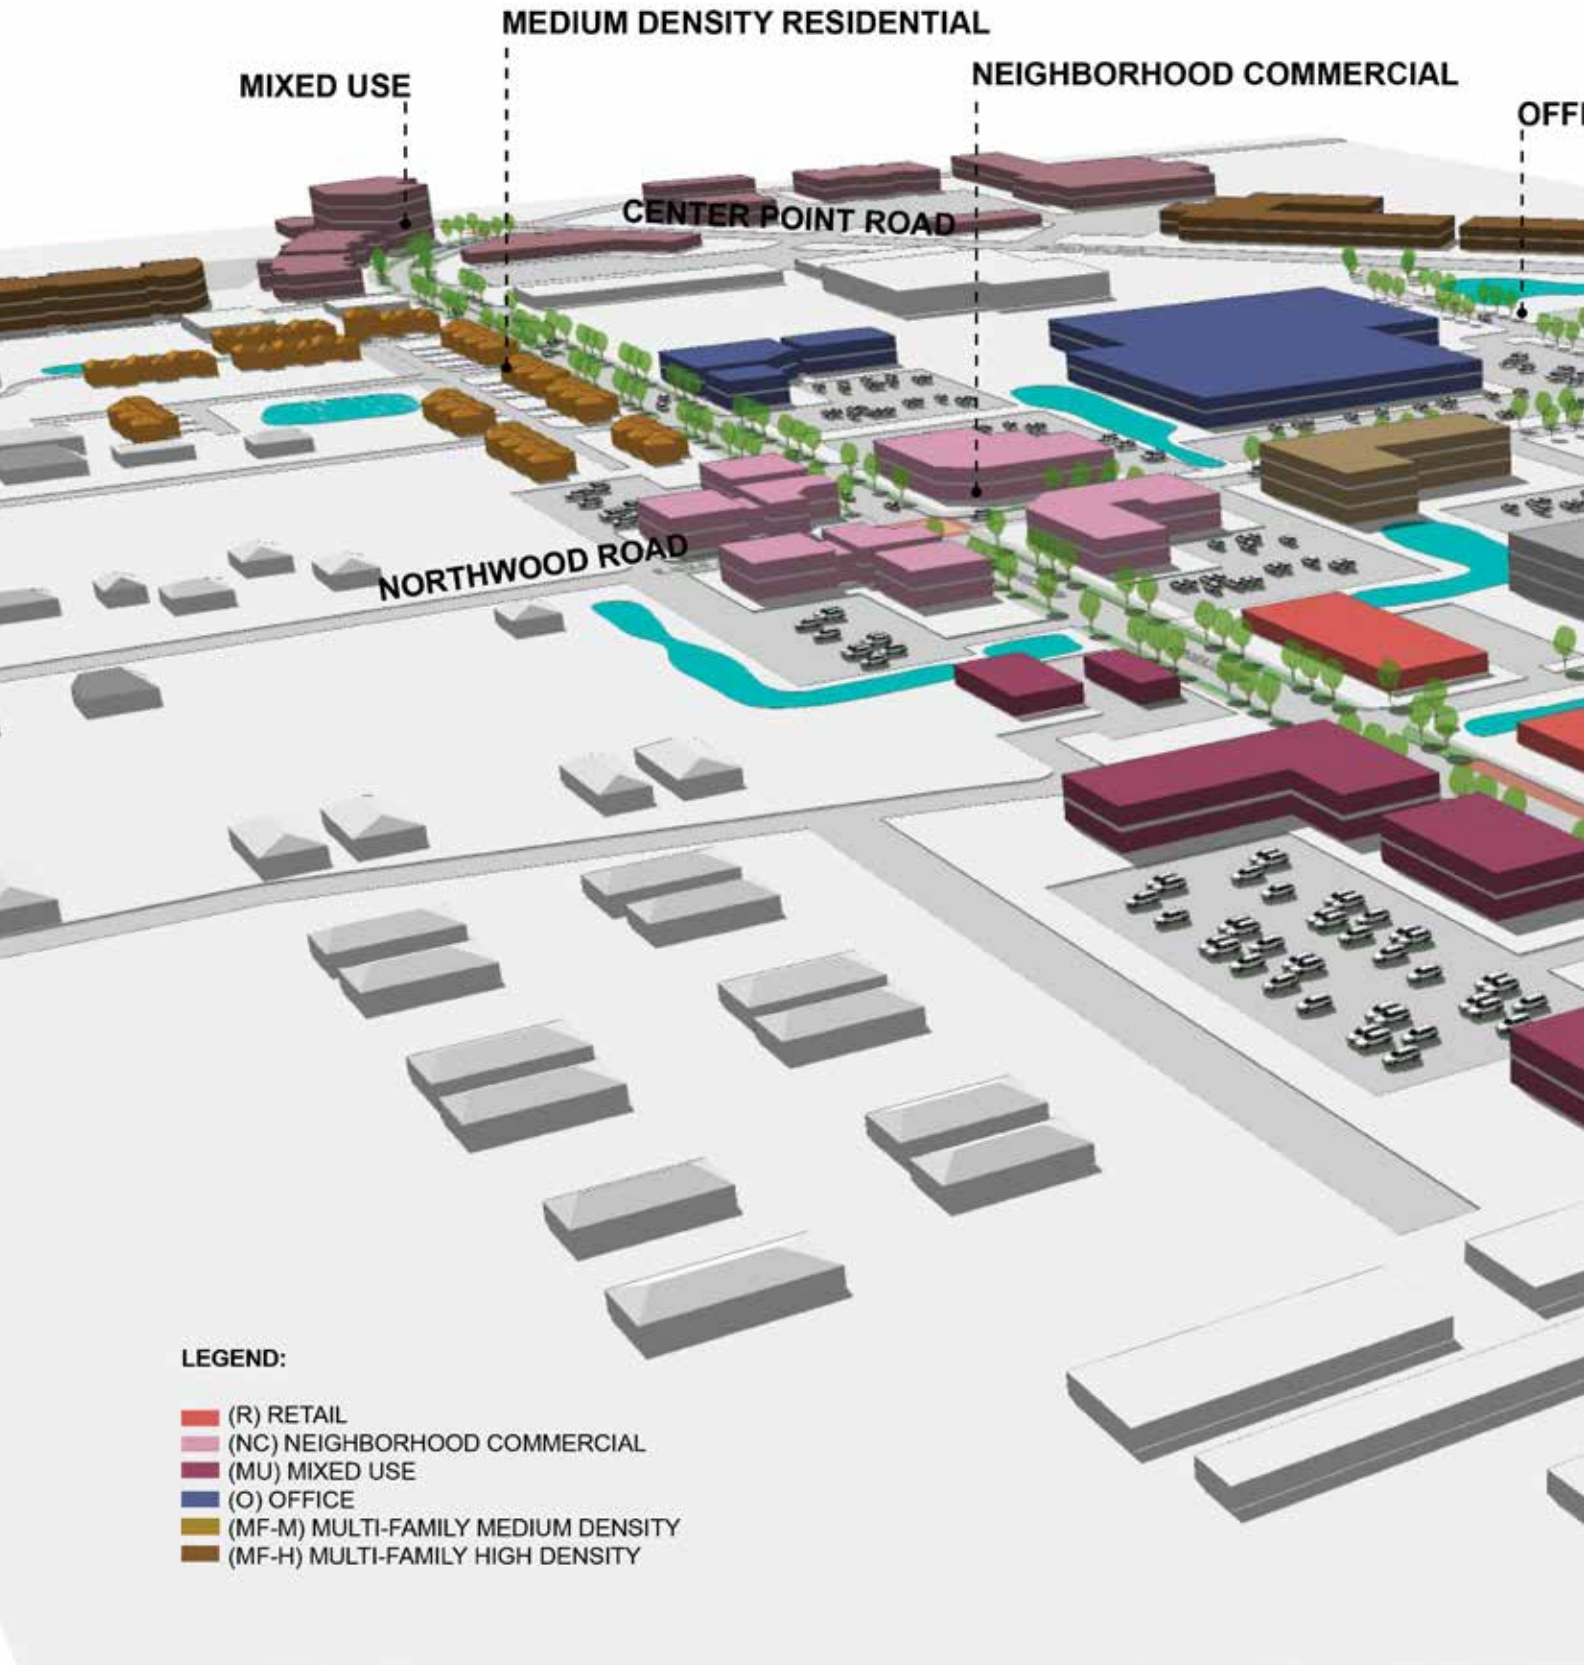 MEDIUM DENSITY RESIDENTIAL
MIXED USE
NEIGHBORHOOD COMMERCIAL
OFFI
CENTER POINT ROAD
NORTHWOOD ROAD
LEGEND:
(R) RETAIL
(NC) NEIGHBORHOOD COMMERCIAL
(MU) MIXED USE
(O) OFFICE
(MF-M) MULTI-FAMILY MEDIUM DENSITY
(MF-H) MULTI-FAMILY HIGH DENSITY